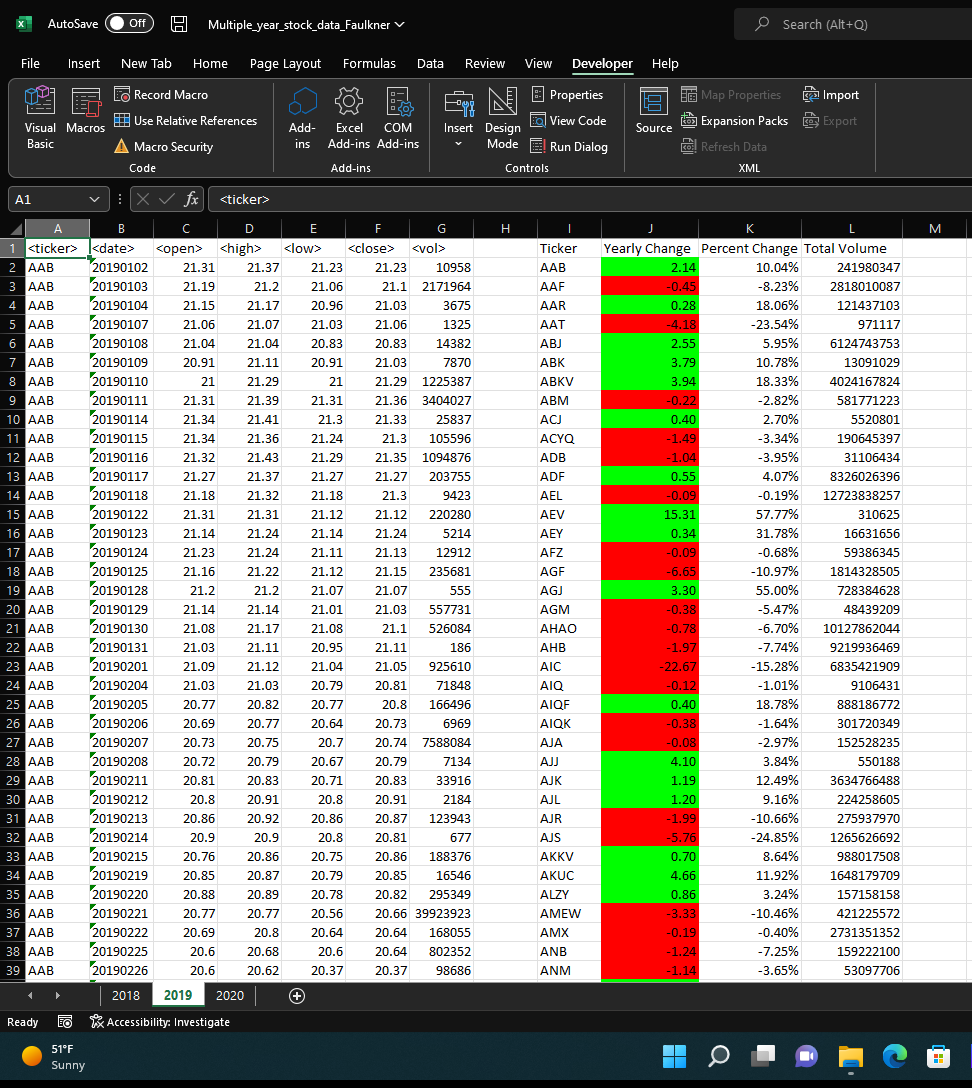 AutoSave Off Multiple_year_stock_data_Faulkner Search (Alt+Q)
File Insert New Tab Home Page Layout Formulas Data Review View Developer Help
Visual Basic Macros Record Macro Use Relative References Macro Security Code
Add-ins Excel Add-ins COM Add-ins Add-ins
Insert Design Mode Properties View Code Run Dialog Controls
Source Map Properties Expansion Packs Refresh Data Import Export XML
A1 fx <ticker>
A B C D E F G H I J K L M
1 <ticker> <date> <open> <high> <low> <close> <vol> Ticker Yearly Change Percent Change Total Volume
2 AAB 20190102 21.31 21.37 21.23 21.23 10958 AAB 2.14 10.04% 241980347
3 AAB 20190103 21.19 21.2 21.06 21.1 2171964 AAF -0.45 -8.23% 2818010087
4 AAB 20190104 21.15 21.17 20.96 21.03 3675 AAR 0.28 18.06% 121437103
5 AAB 20190107 21.06 21.07 21.03 21.06 1325 AAT -4.18 -23.54% 971117
6 AAB 20190108 21.04 21.04 20.83 20.83 14382 ABJ 2.55 5.95% 6124743753
7 AAB 20190109 20.91 21.11 20.91 21.03 7870 ABK 3.79 10.78% 13091029
8 AAB 20190110 21 21.29 21 21.29 1225387 ABKV 3.94 18.33% 4024167824
9 AAB 20190111 21.31 21.39 21.31 21.36 3404027 ABM -0.22 -2.82% 581771223
10 AAB 20190114 21.34 21.41 21.3 21.33 25837 ACJ 0.40 2.70% 5520801
11 AAB 20190115 21.34 21.36 21.24 21.3 105596 ACYQ -1.49 -3.34% 190645397
12 AAB 20190116 21.32 21.43 21.29 21.35 1094876 ADB -1.04 -3.95% 31106434
13 AAB 20190117 21.27 21.37 21.27 21.27 203755 ADF 0.55 4.07% 8326026396
14 AAB 20190118 21.18 21.32 21.18 21.3 9423 AEL -0.09 -0.19% 12723838257
15 AAB 20190122 21.31 21.31 21.12 21.12 220280 AEV 15.31 57.77% 310625
16 AAB 20190123 21.14 21.24 21.14 21.24 5214 AEY 0.34 31.78% 16631656
17 AAB 20190124 21.23 21.24 21.11 21.13 12912 AFZ -0.09 -0.68% 59386345
18 AAB 20190125 21.16 21.22 21.12 21.15 235681 AGF -6.65 -10.97% 1814328505
19 AAB 20190128 21.2 21.2 21.07 21.07 555 AGJ 3.30 55.00% 728384628
20 AAB 20190129 21.14 21.14 21.01 21.03 557731 AGM -0.38 -5.47% 48439209
21 AAB 20190130 21.08 21.17 21.08 21.1 526084 AHAO -0.78 -6.70% 10127862044
22 AAB 20190131 21.03 21.11 20.95 21.11 186 AHB -1.97 -7.74% 9219936469
23 AAB 20190201 21.09 21.12 21.04 21.05 925610 AIC -22.67 -15.28% 6835421909
24 AAB 20190204 21.03 21.03 20.79 20.81 71848 AIQ -0.12 -1.01% 9106431
25 AAB 20190205 20.77 20.82 20.77 20.8 166496 AIQF 0.40 18.78% 888186772
26 AAB 20190206 20.69 20.77 20.64 20.73 6969 AIQK -0.38 -1.64% 301720349
27 AAB 20190207 20.73 20.75 20.7 20.74 7588084 AJA -0.08 -2.97% 152528235
28 AAB 20190208 20.72 20.79 20.67 20.79 7134 AJJ 4.10 3.84% 550188
29 AAB 20190211 20.81 20.83 20.71 20.83 33916 AJK 1.19 12.49% 3634766488
30 AAB 20190212 20.8 20.91 20.8 20.91 2184 AJL 1.20 9.16% 224258605
31 AAB 20190213 20.86 20.92 20.86 20.87 123943 AJR -1.99 -10.66% 275937970
32 AAB 20190214 20.9 20.9 20.8 20.81 677 AJS -5.76 -24.85% 1265626692
33 AAB 20190215 20.76 20.86 20.75 20.86 188376 AKKV 0.70 8.64% 988017508
34 AAB 20190219 20.85 20.87 20.79 20.85 16546 AKUC 4.66 11.92% 1648179709
35 AAB 20190220 20.88 20.89 20.78 20.82 295349 ALZY 0.86 3.24% 157158158
36 AAB 20190221 20.77 20.77 20.56 20.66 39923923 AMEW -3.33 -10.46% 421225572
37 AAB 20190222 20.69 20.8 20.64 20.64 168055 AMX -0.19 -0.40% 2731351352
38 AAB 20190225 20.6 20.68 20.6 20.64 802352 ANB -1.24 -7.25% 159222100
39 AAB 20190226 20.6 20.62 20.37 20.37 98686 ANM -1.14 -3.65% 53097706
2018 2019 2020
Ready Accessibility: Investigate
51°F
Sunny